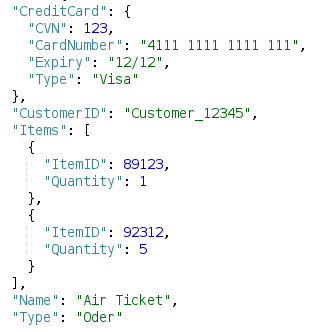 "CreditCard": {
"CVN": 123,
"CardNumber": "4111 1111 1111 111",
"Expiry": "12/12",
"Type": "Visa"
},
"CustomerID": "Customer_12345",
"Items": [
{
"ItemID": 89123,
"Quantity": 1
},
{
"ItemID": 92312,
"Quantity": 5
}
],
"Name": "Air Ticket",
"Type": "Oder"